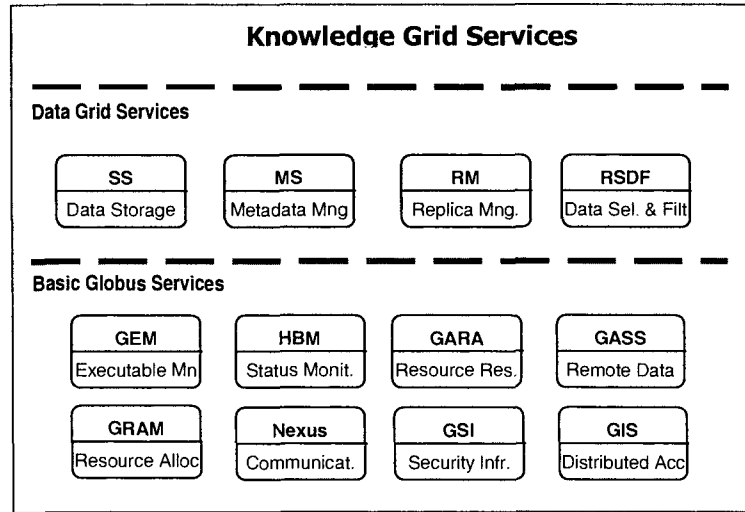 Knowledge Grid Services
Data Grid Services
SS MS RM RSDF
Data Storage Metadata Mng Replica Mng. Data Sel. & Filt
Basic Globus Services
GEM HBM GARA GASS
Executable Mn Status Monit. Resource Res. Remote Data
GRAM Nexus GSI GIS
Resource Alloc Communicat. Security Infr. Distributed Acc